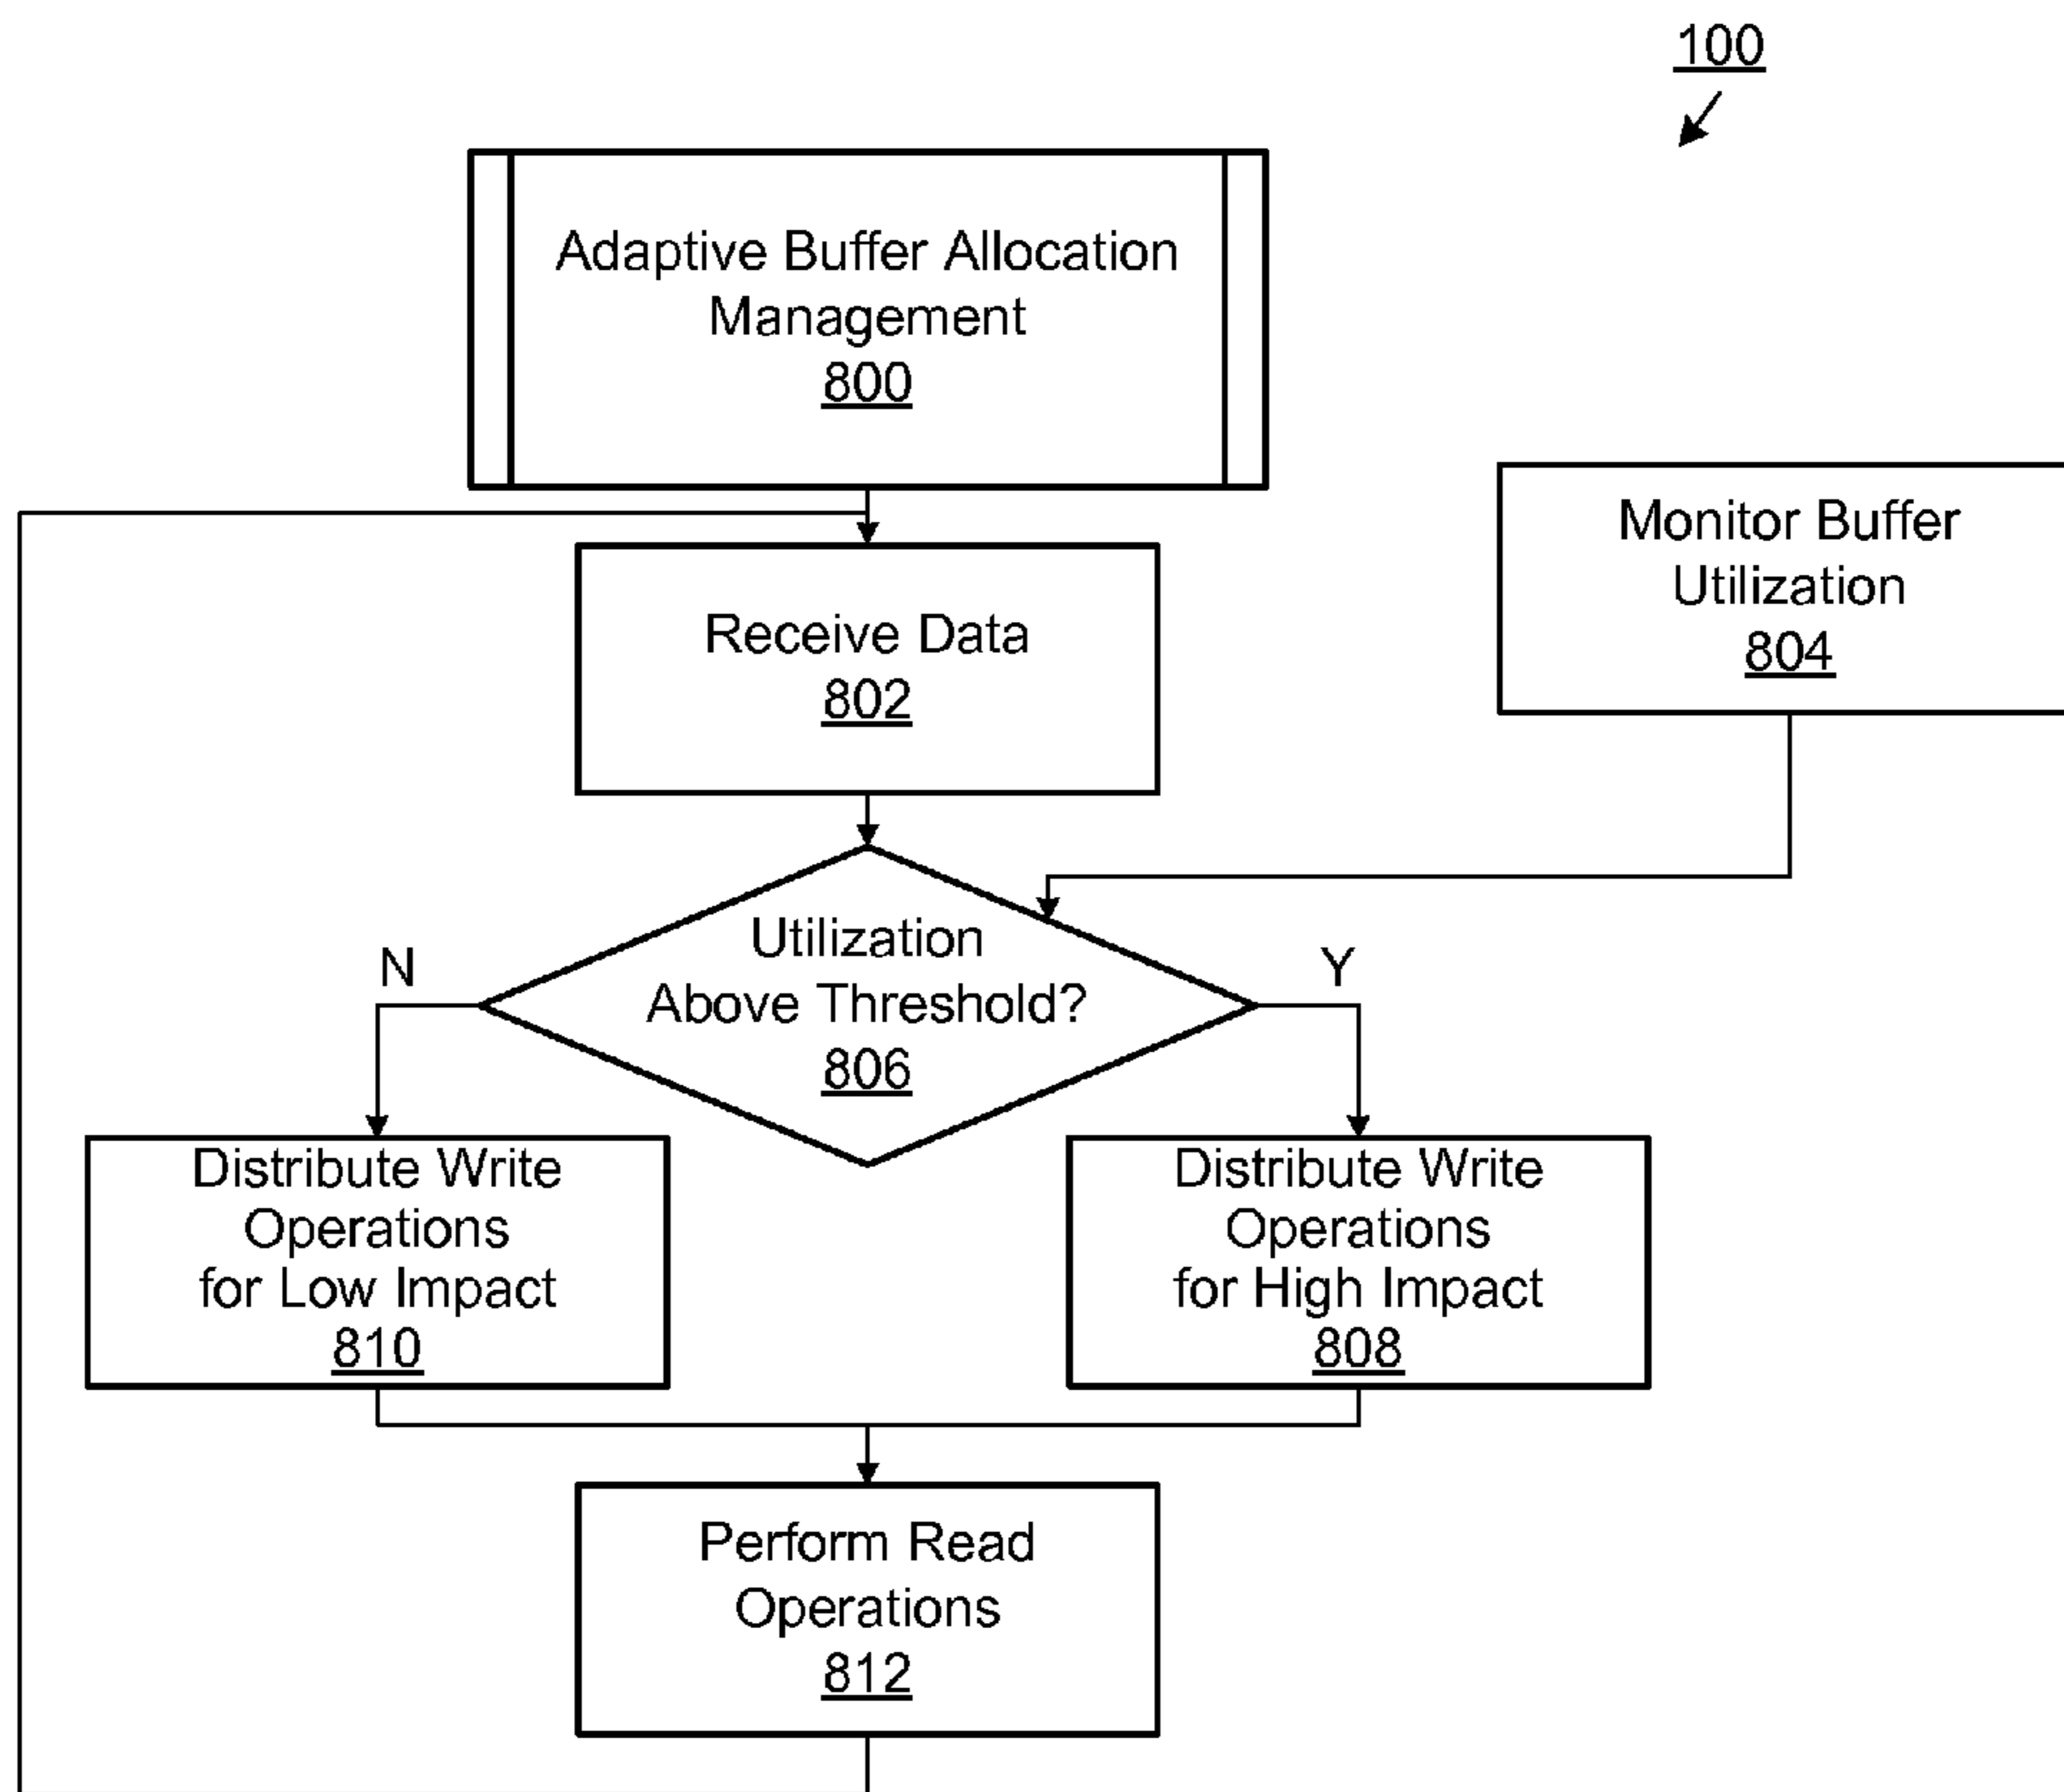 100
Adaptive Buffer Allocation
Management
800
Monitor Buffer
Utilization
804
Receive Data
802
Utilization
Above Threshold?
806
N
Y
Distribute Write
Operations
for Low Impact
810
Distribute Write
Operations
for High Impact
808
Perform Read
Operations
812